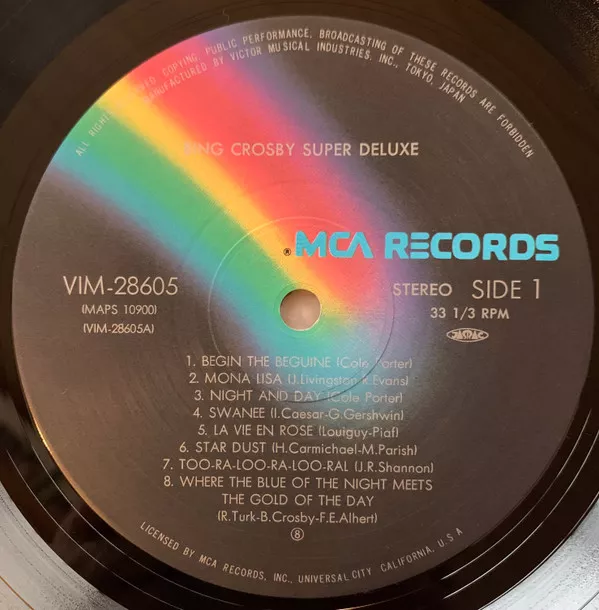 ALL RIGHTS RESERVED. COPYING, PUBLIC PERFORMANCE, BROADCASTING OF THESE RECORDS ARE FORBIDDEN
MANUFACTURED BY VICTOR MUSICAL INDUSTRIES, INC., TOKYO, JAPAN
BING CROSBY SUPER DELUXE
® MCA RECORDS
VIM-28605
(MAPS 10900)
(VIM-28605A)
STEREO SIDE 1
33 1/3 RPM
JASRAC
1. BEGIN THE BEGUINE (Cole Porter)
2. MONA LISA (J.Livingston-R.Evans)
3. NIGHT AND DAY (Cole Porter)
4. SWANEE (I.Caesar-G.Gershwin)
5. LA VIE EN ROSE (Louiguy-Piaf)
6. STAR DUST (H.Carmichael-M.Parish)
7. TOO-RA-LOO-RA-LOO-RAL (J.R.Shannon)
8. WHERE THE BLUE OF THE NIGHT MEETS
THE GOLD OF THE DAY
(R.Turk-B.Crosby-F.E.Alhert)
⑧
LICENSED BY MCA RECORDS, INC., UNIVERSAL CITY, CALIFORNIA, U.S.A